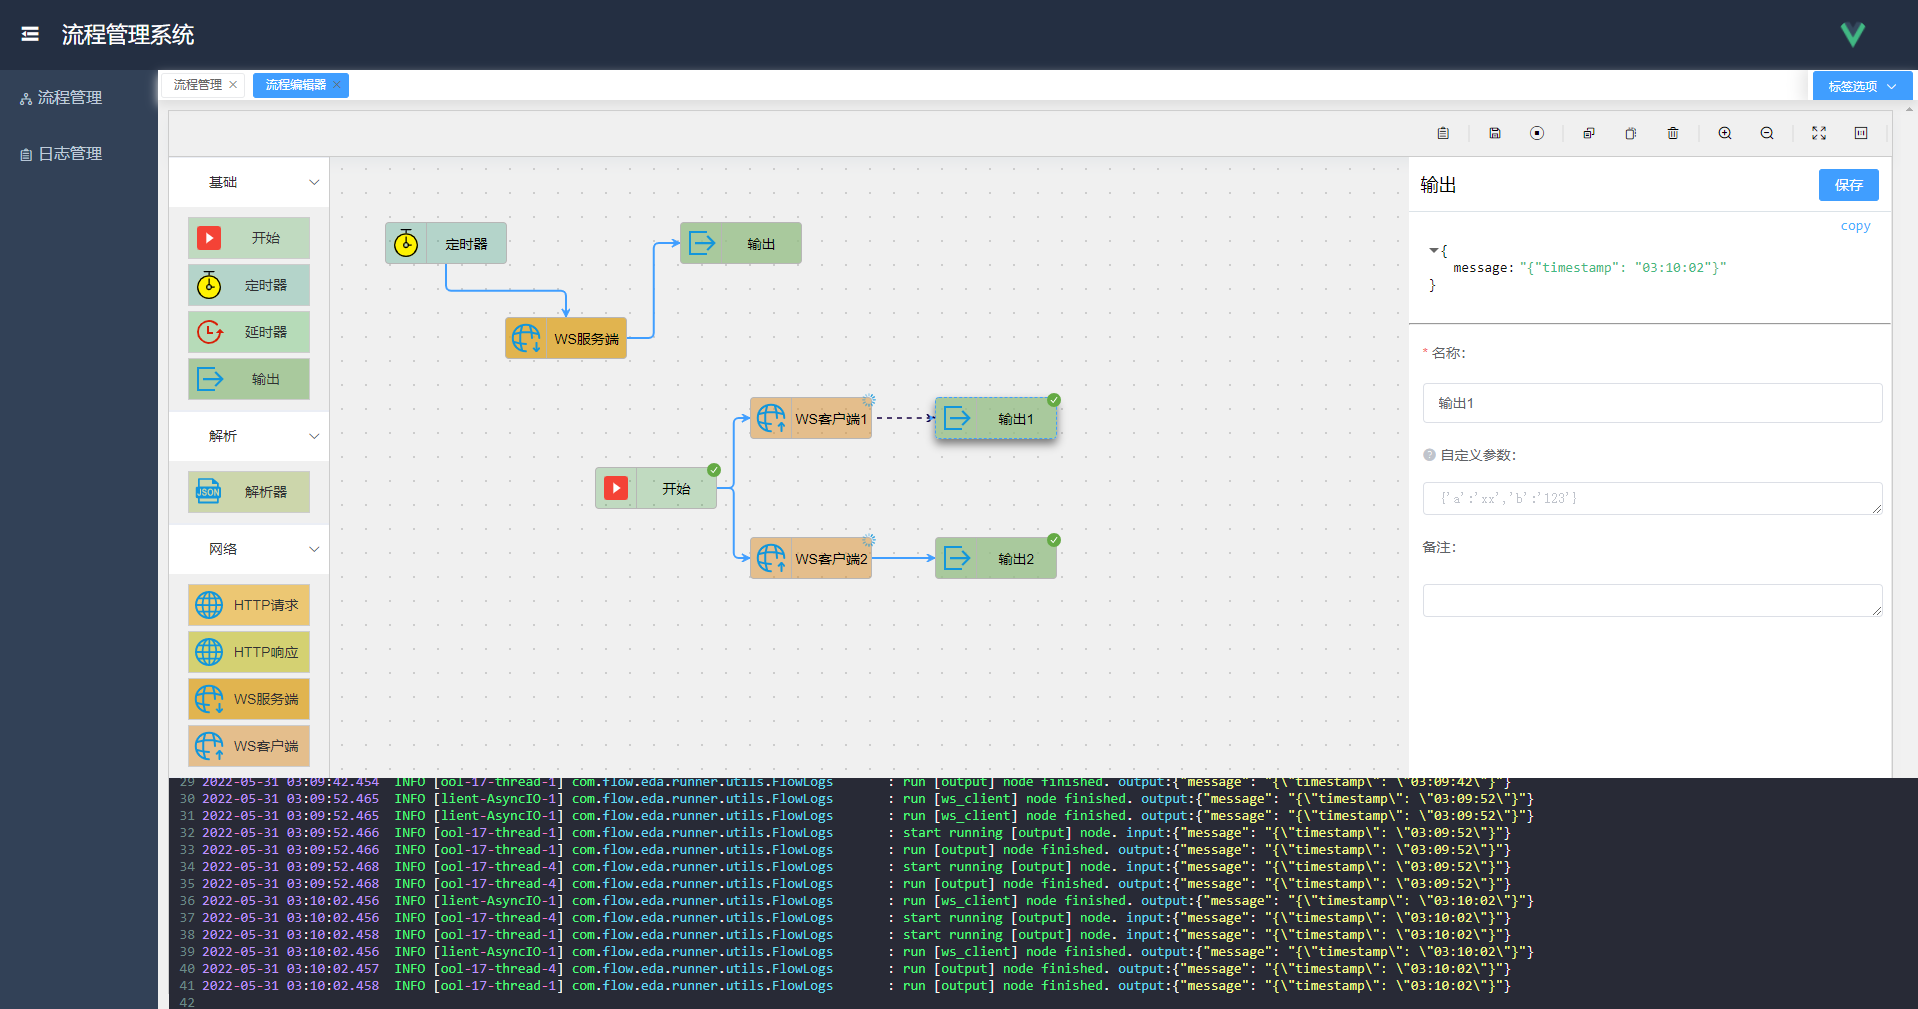 流程管理系统
流程管理
日志管理
流程管理 ×
流程编辑器 ×
标签选项
基础
开始
定时器
延时器
输出
解析
JSON
解析器
网络
HTTP请求
HTTP响应
WS服务端
WS客户端
定时器
输出
WS服务端
WS客户端1
输出1
开始
WS客户端2
输出2
输出
保存
copy
{
message: "{"timestamp": "03:10:02"}"
}
* 名称:
输出1
? 自定义参数:
{'a':'xx','b':'123'}
备注:
29 2022-05-31 03:09:42.454 INFO [ool-17-thread-1] com.flow.eda.runner.utils.FlowLogs : run [output] node finished. output:{"message": "{\"timestamp\": \"03:09:42\"}"}
30 2022-05-31 03:09:52.465 INFO [lient-AsyncIO-1] com.flow.eda.runner.utils.FlowLogs : run [ws_client] node finished. output:{"message": "{\"timestamp\": \"03:09:52\"}"}
31 2022-05-31 03:09:52.465 INFO [lient-AsyncIO-1] com.flow.eda.runner.utils.FlowLogs : run [ws_client] node finished. output:{"message": "{\"timestamp\": \"03:09:52\"}"}
32 2022-05-31 03:09:52.466 INFO [ool-17-thread-1] com.flow.eda.runner.utils.FlowLogs : start running [output] node. input:{"message": "{\"timestamp\": \"03:09:52\"}"}
33 2022-05-31 03:09:52.466 INFO [ool-17-thread-1] com.flow.eda.runner.utils.FlowLogs : run [output] node finished. output:{"message": "{\"timestamp\": \"03:09:52\"}"}
34 2022-05-31 03:09:52.468 INFO [ool-17-thread-4] com.flow.eda.runner.utils.FlowLogs : start running [output] node. input:{"message": "{\"timestamp\": \"03:09:52\"}"}
35 2022-05-31 03:09:52.468 INFO [ool-17-thread-4] com.flow.eda.runner.utils.FlowLogs : run [output] node finished. output:{"message": "{\"timestamp\": \"03:09:52\"}"}
36 2022-05-31 03:10:02.456 INFO [lient-AsyncIO-1] com.flow.eda.runner.utils.FlowLogs : run [ws_client] node finished. output:{"message": "{\"timestamp\": \"03:10:02\"}"}
37 2022-05-31 03:10:02.456 INFO [ool-17-thread-4] com.flow.eda.runner.utils.FlowLogs : start running [output] node. input:{"message": "{\"timestamp\": \"03:10:02\"}"}
38 2022-05-31 03:10:02.458 INFO [ool-17-thread-1] com.flow.eda.runner.utils.FlowLogs : start running [output] node. input:{"message": "{\"timestamp\": \"03:10:02\"}"}
39 2022-05-31 03:10:02.456 INFO [lient-AsyncIO-1] com.flow.eda.runner.utils.FlowLogs : run [ws_client] node finished. output:{"message": "{\"timestamp\": \"03:10:02\"}"}
40 2022-05-31 03:10:02.457 INFO [ool-17-thread-4] com.flow.eda.runner.utils.FlowLogs : run [output] node finished. output:{"message": "{\"timestamp\": \"03:10:02\"}"}
41 2022-05-31 03:10:02.458 INFO [ool-17-thread-1] com.flow.eda.runner.utils.FlowLogs : run [output] node finished. output:{"message": "{\"timestamp\": \"03:10:02\"}"}
42